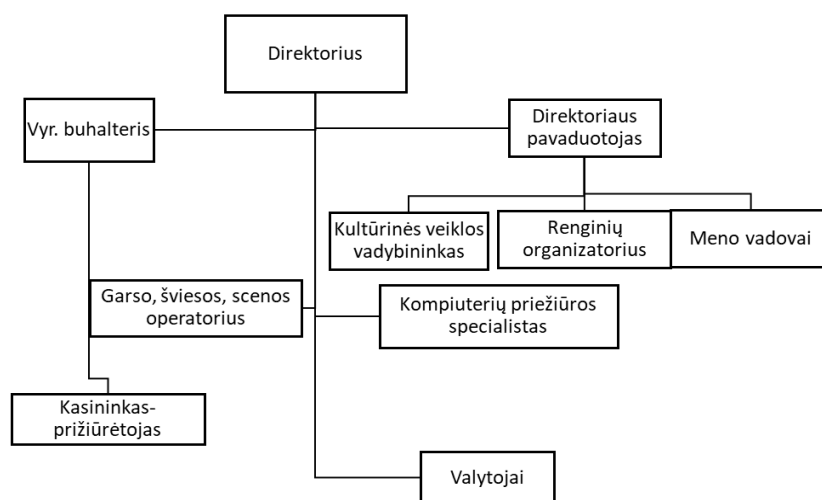 Direktorius
Vyr. buhalteris
Direktoriaus
pavaduotojas
Kultūrinės veiklos
vadybininkas
Renginių
organizatorius
Meno vadovai
Garso, šviesos, scenos
operatorius
Kompiuterių priežiūros
specialistas
Kasininkas-
prižiūrėtojas
Valytojai